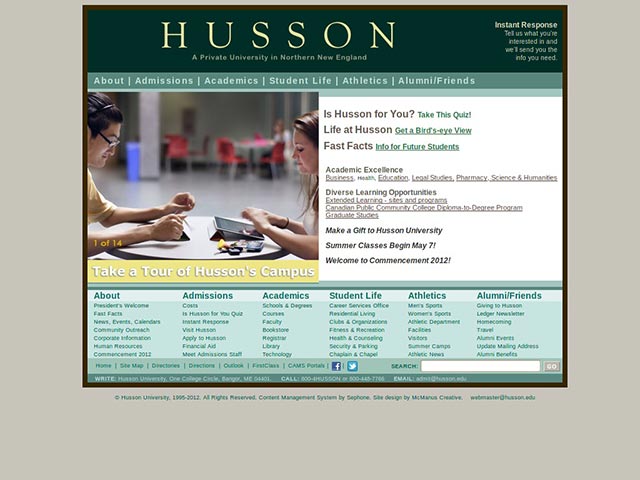 HUSSON
A Private University in Northern New England
Instant Response
Tell us what you're
interested in and
we'll send you the
info you need.
About | Admissions | Academics | Student Life | Athletics | Alumni/Friends
Is Husson for You? Take This Quiz!
Life at Husson Get a Bird's-eye View
Fast Facts Info for Future Students
Academic Excellence
Business, Health, Education, Legal Studies, Pharmacy, Science & Humanities
Diverse Learning Opportunities
Extended Learning - sites and programs
Canadian Public Community College Diploma-to-Degree Program
Graduate Studies
Make a Gift to Husson University
Summer Classes Begin May 7!
Welcome to Commencement 2012!
1 of 14
Take a Tour of Husson's Campus
About
President's Welcome
Fast Facts
News, Events, Calendars
Community Outreach
Corporate Information
Human Resources
Commencement 2012
Admissions
Costs
Is Husson for You Quiz
Instant Response
Visit Husson
Apply to Husson
Financial Aid
Meet Admissions Staff
Academics
Schools & Degrees
Courses
Faculty
Bookstore
Registrar
Library
Technology
Student Life
Career Services Office
Residential Living
Clubs & Organizations
Fitness & Recreation
Health & Counseling
Security & Parking
Chaplain & Chapel
Athletics
Men's Sports
Women's Sports
Athletic Department
Facilities
Visitors
Summer Camps
Athletic News
Alumni/Friends
Giving to Husson
Ledger Newsletter
Homecoming
Travel
Alumni Events
Update Mailing Address
Alumni Benefits
Home | Site Map | Directories | Directions | Outlook | FirstClass | CAMS Portals |
SEARCH: GO
WRITE: Husson University, One College Circle, Bangor, ME 04401. CALL: 800-4HUSSON or 800-448-7766 EMAIL: admit@husson.edu
© Husson University, 1995-2012. All Rights Reserved. Content Management System by Sephone. Site design by McManus Creative. webmaster@husson.edu